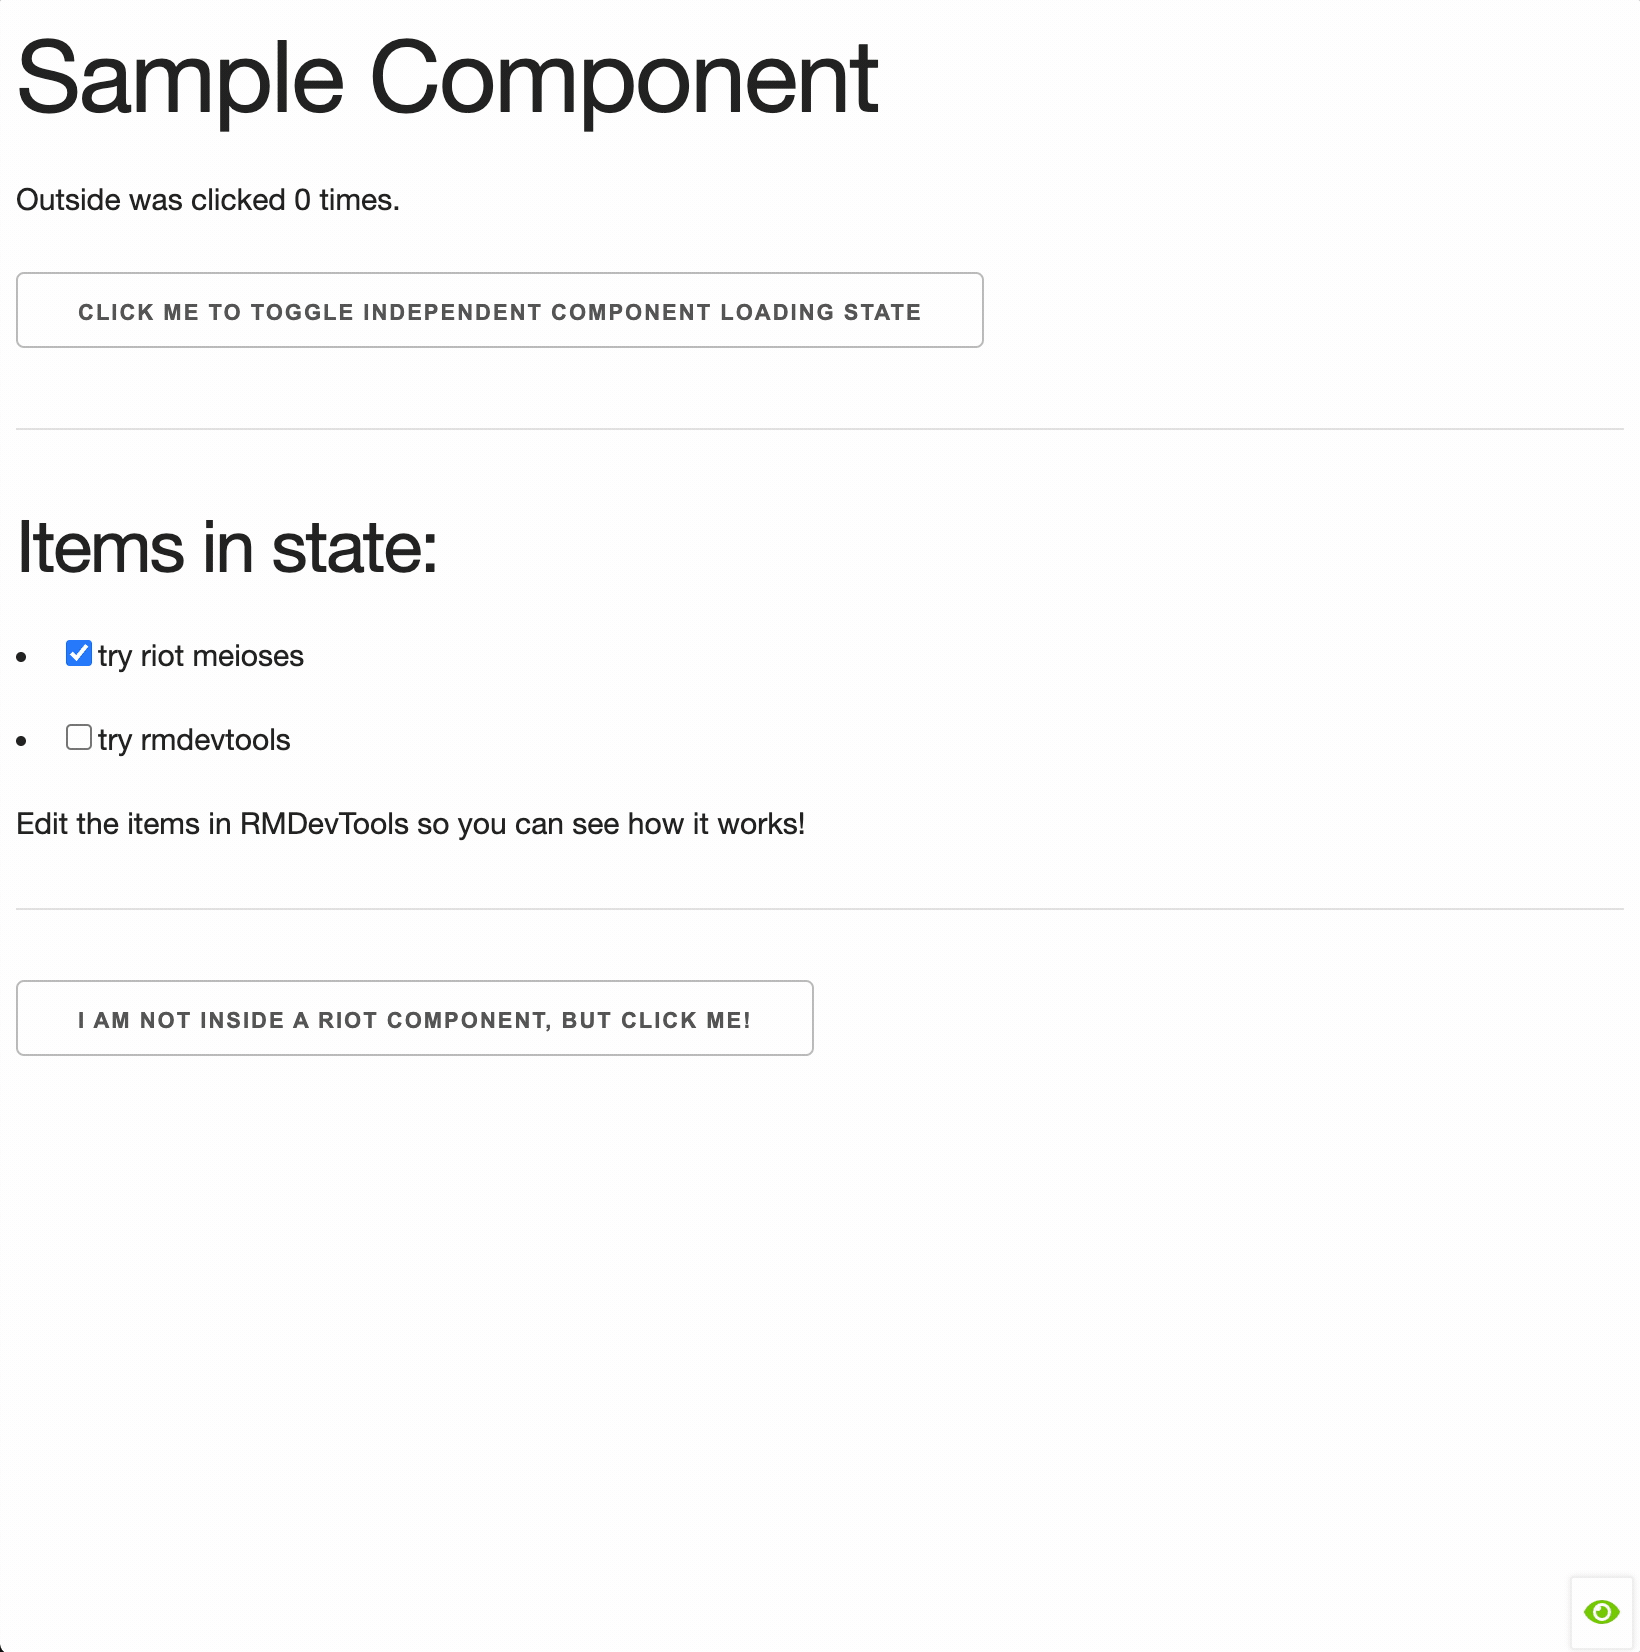 Sample Component
Outside was clicked 0 times.
CLICK ME TO TOGGLE INDEPENDENT COMPONENT LOADING STATE
Items in state:
try riot meioses
try rmdevtools
Edit the items in RMDevTools so you can see how it works!
I AM NOT INSIDE A RIOT COMPONENT, BUT CLICK ME!